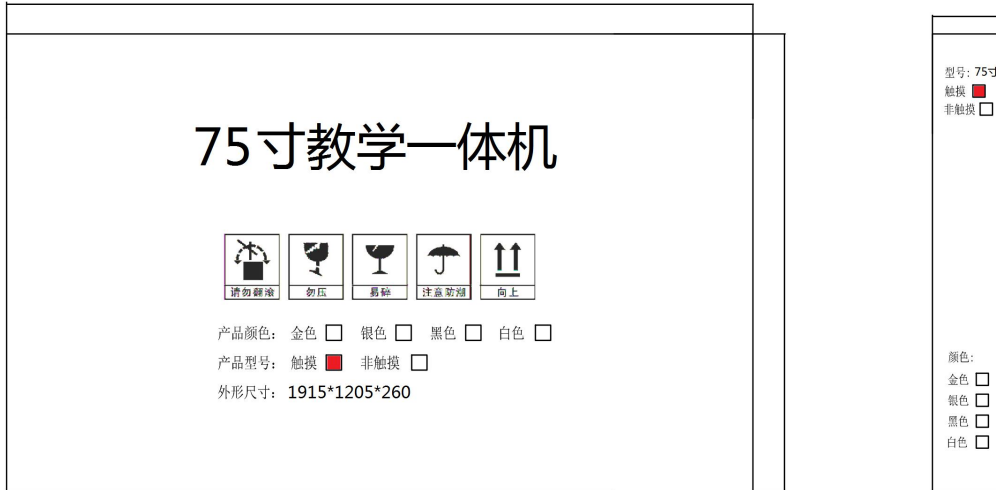 75寸教学一体机
请勿翻滚 勿压 易碎 注意防潮 向上
产品颜色： 金色 银色 黑色 白色
产品型号： 触摸 非触摸
外形尺寸： 1915*1205*260
型号: 75寸
触摸
非触摸
颜色:
金色
银色
黑色
白色